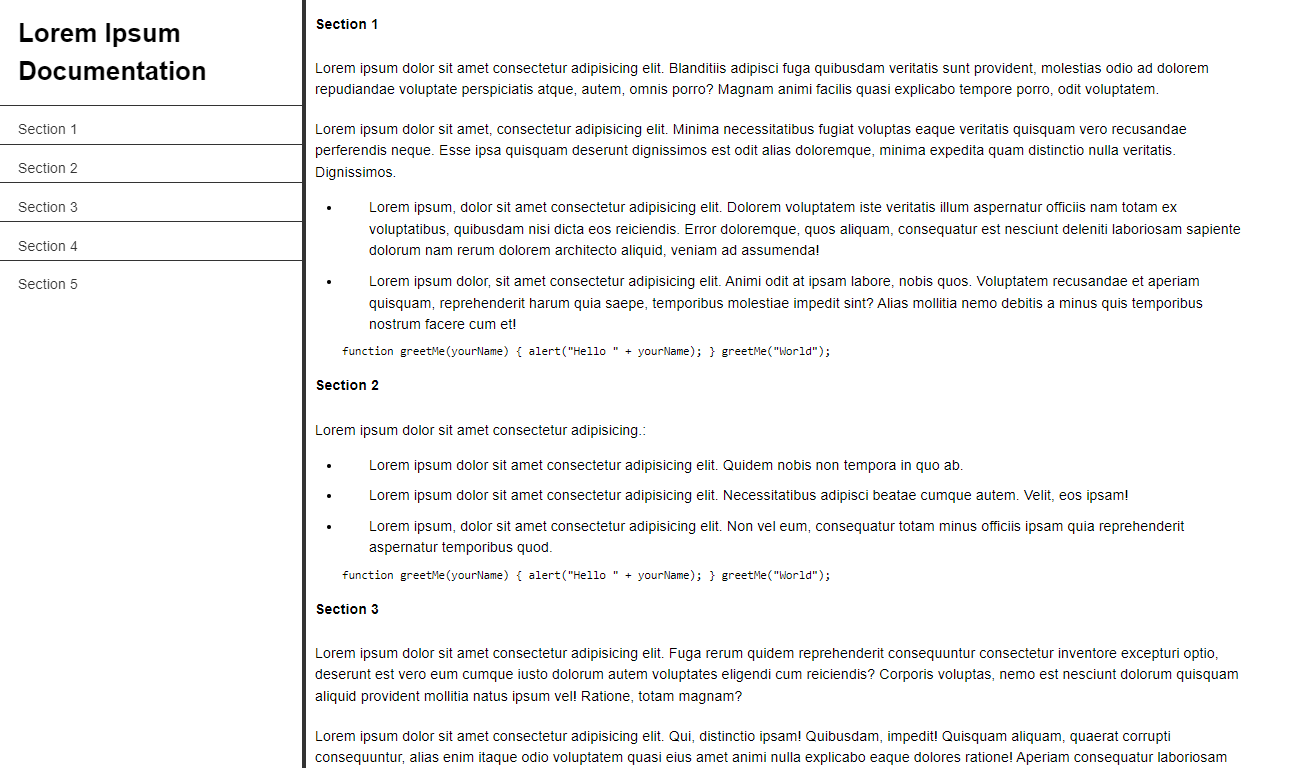 Lorem Ipsum
Documentation
Section 1
Section 2
Section 3
Section 4
Section 5
Section 1
Lorem ipsum dolor sit amet consectetur adipisicing elit. Blanditiis adipisci fuga quibusdam veritatis sunt provident, molestias odio ad dolorem
repudiandae voluptate perspiciatis atque, autem, omnis porro? Magnam animi facilis quasi explicabo tempore porro, odit voluptatem.
Lorem ipsum dolor sit amet, consectetur adipisicing elit. Minima necessitatibus fugiat voluptas eaque veritatis quisquam vero recusandae
perferendis neque. Esse ipsa quisquam deserunt dignissimos est odit alias doloremque, minima expedita quam distinctio nulla veritatis.
Dignissimos.
• Lorem ipsum, dolor sit amet consectetur adipisicing elit. Dolorem voluptatem iste veritatis illum aspernatur officiis nam totam ex
voluptatibus, quibusdam nisi dicta eos reiciendis. Error doloremque, quos aliquam, consequatur est nesciunt deleniti laboriosam sapiente
dolorum nam rerum dolorem architecto aliquid, veniam ad assumenda!
• Lorem ipsum dolor, sit amet consectetur adipisicing elit. Animi odit at ipsam labore, nobis quos. Voluptatem recusandae et aperiam
quisquam, reprehenderit harum quia saepe, temporibus molestiae impedit sint? Alias mollitia nemo debitis a minus quis temporibus
nostrum facere cum et!
function greetMe(yourName) { alert("Hello " + yourName); } greetMe("World");
Section 2
Lorem ipsum dolor sit amet consectetur adipisicing.:
• Lorem ipsum dolor sit amet consectetur adipisicing elit. Quidem nobis non tempora in quo ab.
• Lorem ipsum dolor sit amet consectetur adipisicing elit. Necessitatibus adipisci beatae cumque autem. Velit, eos ipsam!
• Lorem ipsum, dolor sit amet consectetur adipisicing elit. Non vel eum, consequatur totam minus officiis ipsam quia reprehenderit
aspernatur temporibus quod.
function greetMe(yourName) { alert("Hello " + yourName); } greetMe("World");
Section 3
Lorem ipsum dolor sit amet consectetur adipisicing elit. Fuga rerum quidem reprehenderit consequuntur consectetur inventore excepturi optio,
deserunt est vero eum cumque iusto dolorum autem voluptates eligendi cum reiciendis? Corporis voluptas, nemo est nesciunt dolorum quisquam
aliquid provident mollitia natus ipsum vel! Ratione, totam magnam?
Lorem ipsum dolor sit amet consectetur adipisicing elit. Qui, distinctio ipsam! Quibusdam, impedit! Quisquam aliquam, quaerat corrupti
consequuntur, alias enim itaque odio voluptatem quasi eius amet animi nulla explicabo eaque dolores ratione! Aperiam consequatur laboriosam